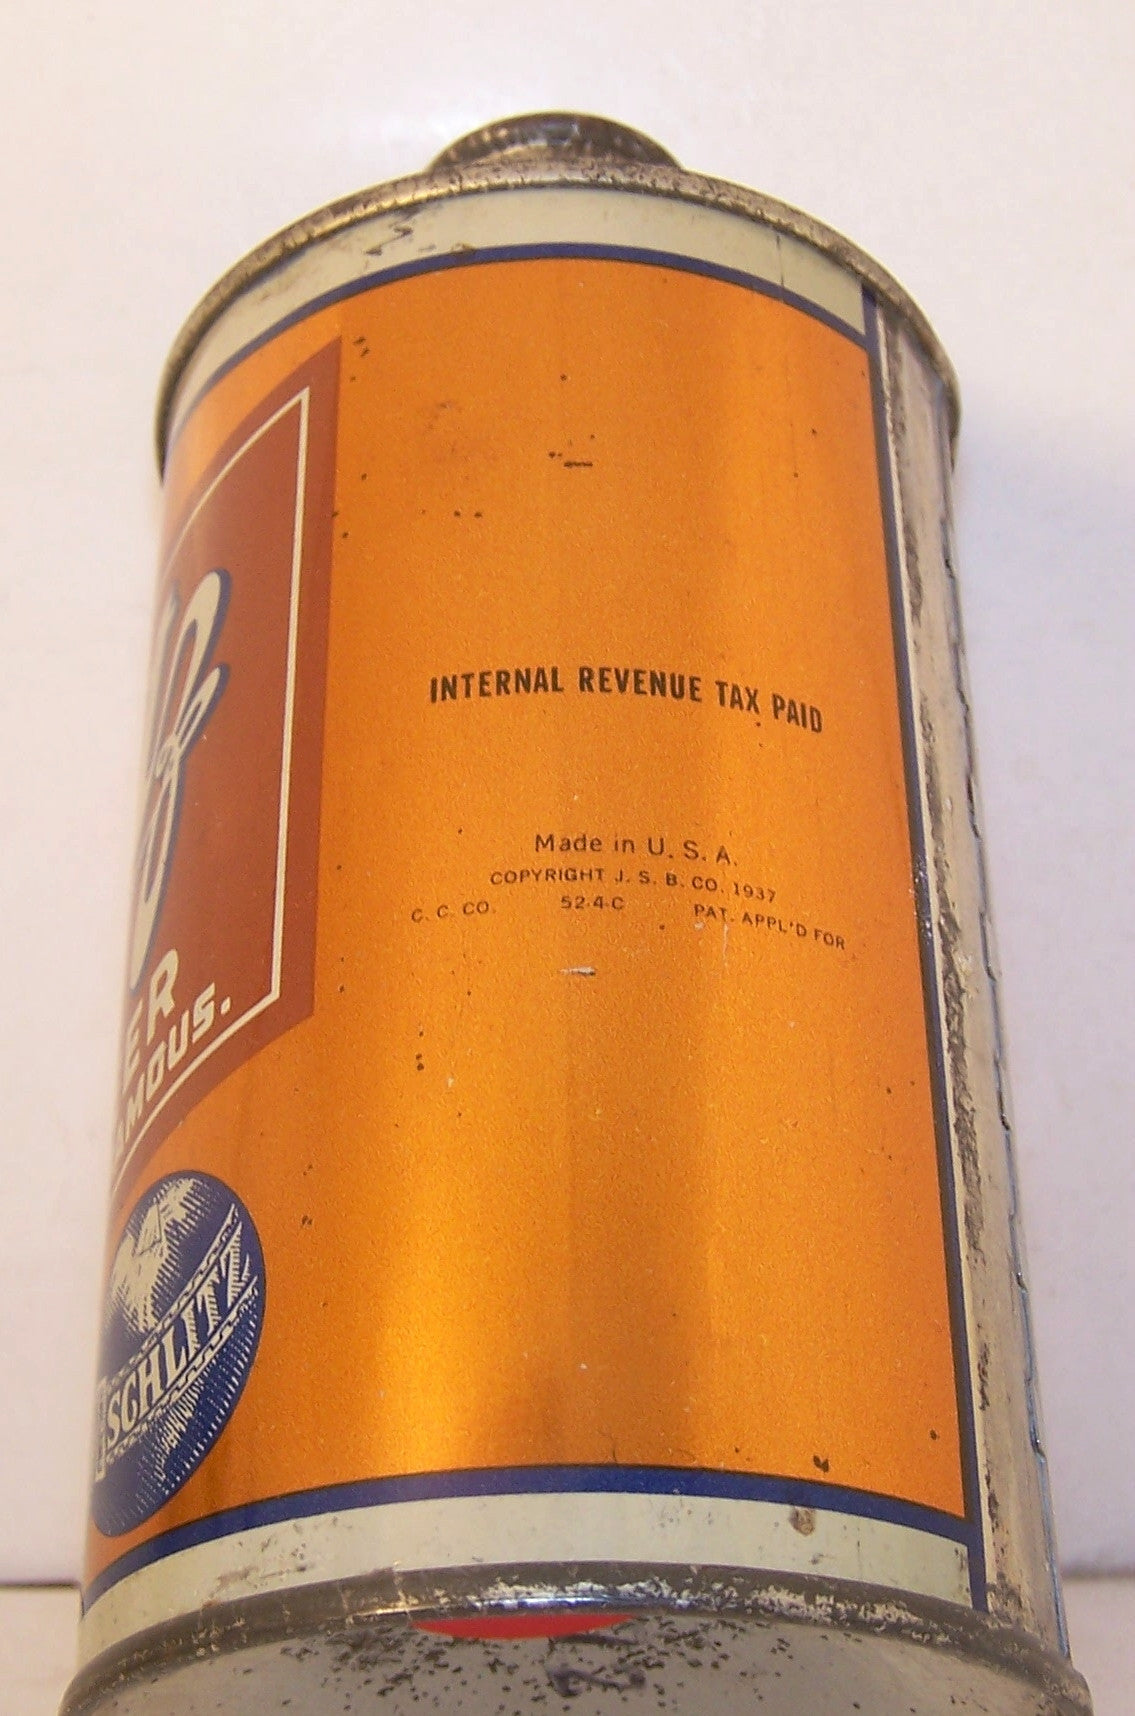 INTERNAL REVENUE TAX PAID
Made in U. S. A.
COPYRIGHT J. S. B. CO. 1937
C. C. CO. 52-4-C PAT. APPL'D FOR
SCHLITZ